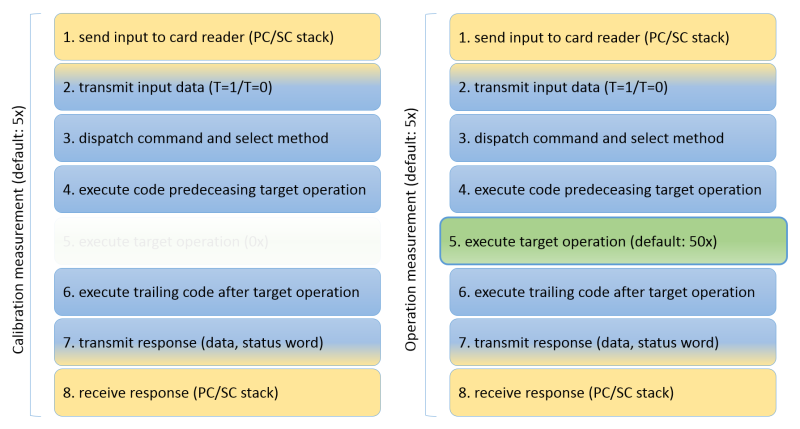 Calibration measurement (default: 5x)
1. send input to card reader (PC/SC stack)
2. transmit input data (T=1/T=0)
3. dispatch command and select method
4. execute code predeceasing target operation
5. execute target operation (0x)
6. execute trailing code after target operation
7. transmit response (data, status word)
8. receive response (PC/SC stack)
Operation measurement (default: 5x)
1. send input to card reader (PC/SC stack)
2. transmit input data (T=1/T=0)
3. dispatch command and select method
4. execute code predeceasing target operation
5. execute target operation (default: 50x)
6. execute trailing code after target operation
7. transmit response (data, status word)
8. receive response (PC/SC stack)